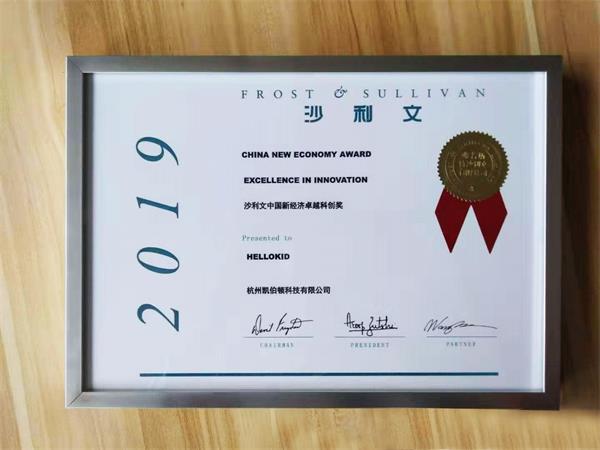 FROST & SULLIVAN
沙利文
2019
CHINA NEW ECONOMY AWARD
EXCELLENCE IN INNOVATION
沙利文中国新经济卓越科创奖
Presented to
HELLOKID
杭州凯伯顿科技有限公司
CHAIRMAN
PRESIDENT
PARTNER